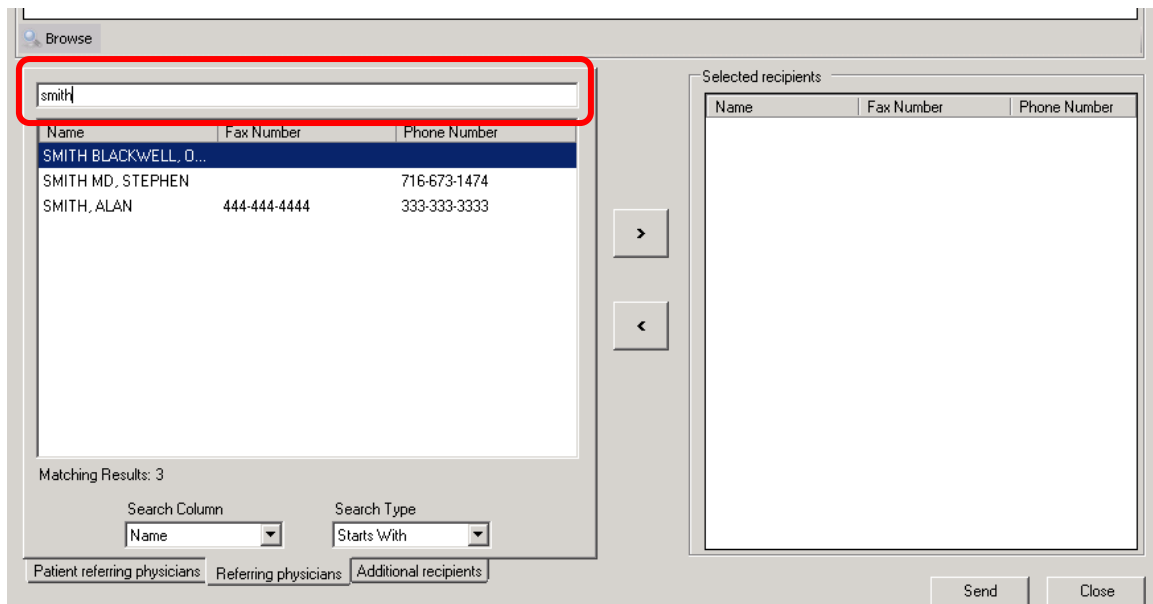 Browse
smith
Name Fax Number Phone Number
SMITH BLACKWELL, O...
SMITH MD, STEPHEN 716-673-1474
SMITH, ALAN 444-444-4444 333-333-3333
Matching Results: 3
Search Column Search Type
Name Starts With
Patient referring physicians Referring physicians Additional recipients
>
<
Selected recipients
Name Fax Number Phone Number
Send Close